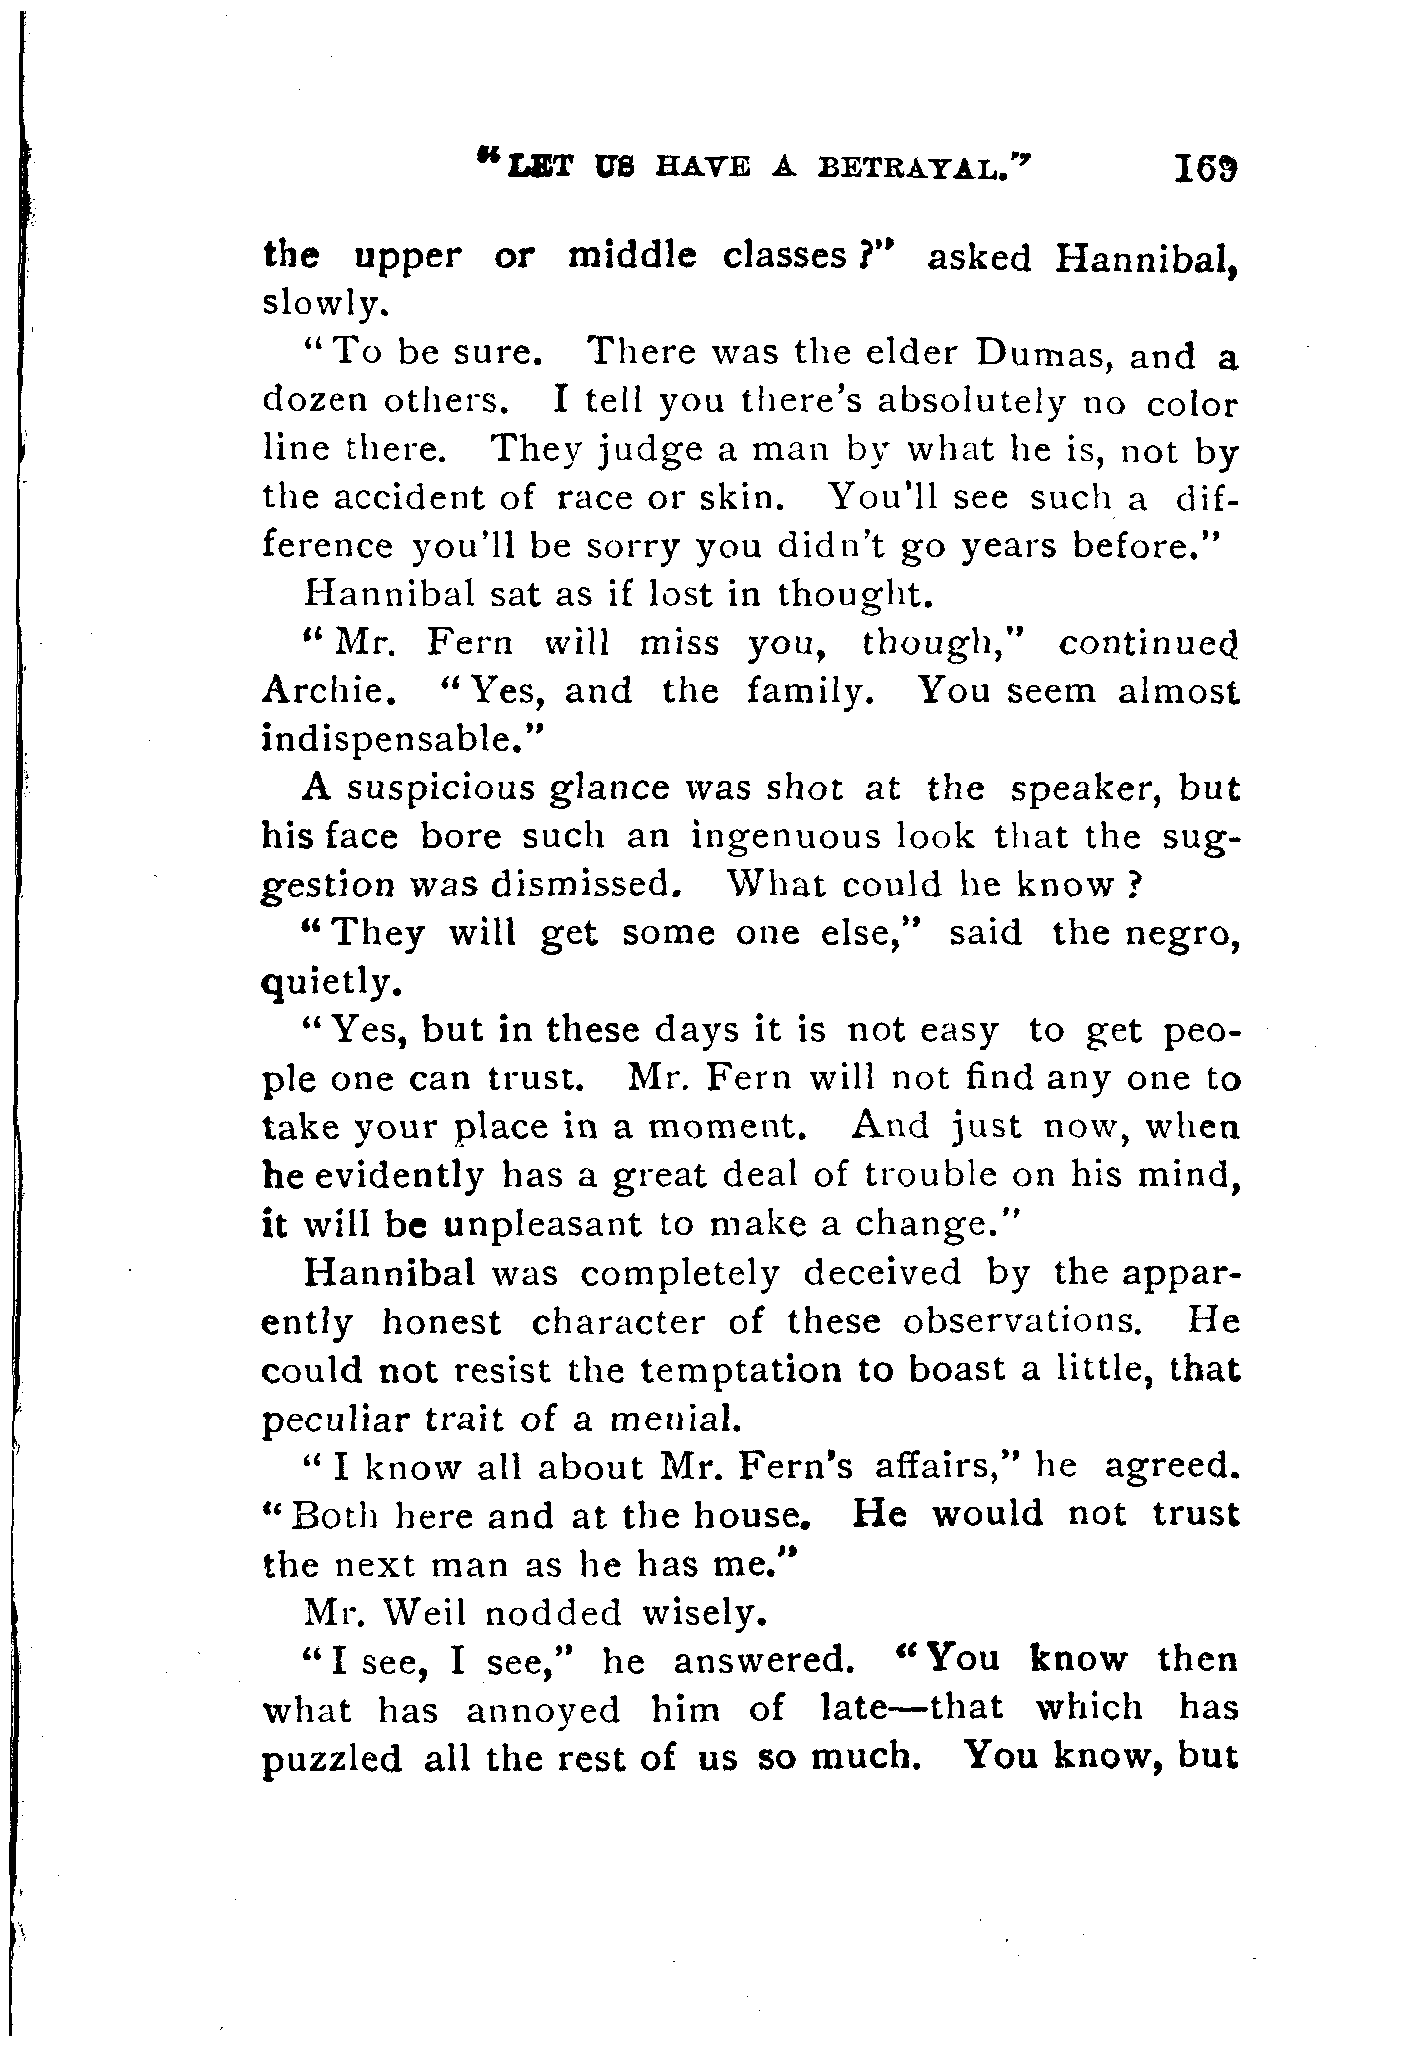 "LET US HAVE A BETRAYAL." 169
the upper or middle classes ?" asked Hannibal,
slowly.
"To be sure. There was the elder Dumas, and a
dozen others. I tell you there's absolutely no color
line there. They judge a man by what he is, not by
the accident of race or skin. You'll see such a dif-
ference you'll be sorry you didn't go years before."
Hannibal sat as if lost in thought.
"Mr. Fern will miss you, though," continued
Archie. "Yes, and the family. You seem almost
indispensable."
A suspicious glance was shot at the speaker, but
his face bore such an ingenuous look that the sug-
gestion was dismissed. What could he know ?
"They will get some one else," said the negro,
quietly.
"Yes, but in these days it is not easy to get peo-
ple one can trust. Mr. Fern will not find any one to
take your place in a moment. And just now, when
he evidently has a great deal of trouble on his mind,
it will be unpleasant to make a change."
Hannibal was completely deceived by the appar-
ently honest character of these observations. He
could not resist the temptation to boast a little, that
peculiar trait of a menial.
"I know all about Mr. Fern's affairs," he agreed.
"Both here and at the house. He would not trust
the next man as he has me."
Mr. Weil nodded wisely.
"I see, I see," he answered. "You know then
what has annoyed him of late—that which has
puzzled all the rest of us so much. You know, but